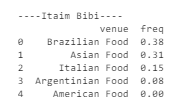 ----Itaim Bibi----
venue freq
0 Brazilian Food 0.38
1 Asian Food 0.31
2 Italian Food 0.15
3 Argentinian Food 0.08
4 American Food 0.00